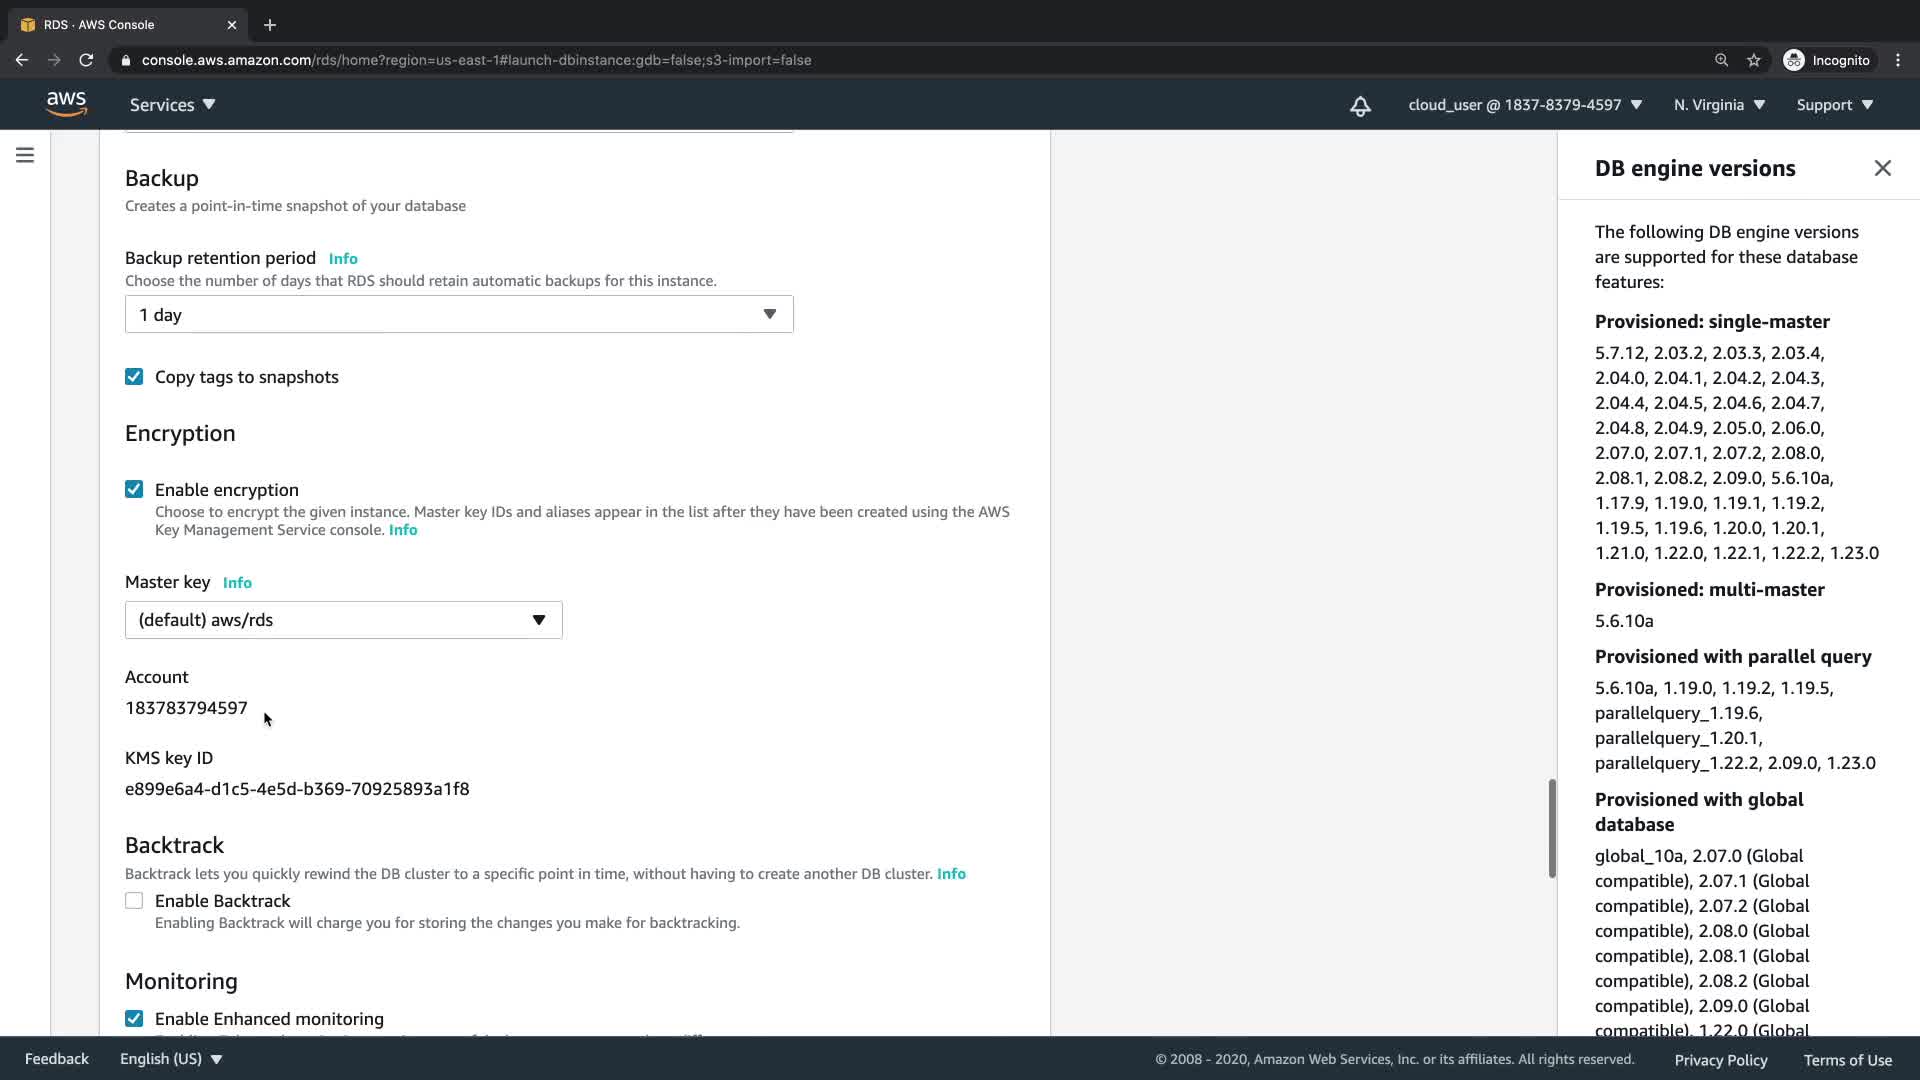 RDS · AWS Console
console.aws.amazon.com/rds/home?region=us-east-1#launch-dbinstance:gdb=false;s3-import=false
Incognito
aws
Services
cloud_user @ 1837-8379-4597
N. Virginia
Support
Backup
Creates a point-in-time snapshot of your database
Backup retention period Info
Choose the number of days that RDS should retain automatic backups for this instance.
1 day
Copy tags to snapshots
Encryption
Enable encryption
Choose to encrypt the given instance. Master key IDs and aliases appear in the list after they have been created using the AWS
Key Management Service console. Info
Master key Info
(default) aws/rds
Account
183783794597
KMS key ID
e899e6a4-d1c5-4e5d-b369-70925893a1f8
Backtrack
Backtrack lets you quickly rewind the DB cluster to a specific point in time, without having to create another DB cluster. Info
Enable Backtrack
Enabling Backtrack will charge you for storing the changes you make for backtracking.
Monitoring
Enable Enhanced monitoring
DB engine versions
The following DB engine versions
are supported for these database
features:
Provisioned: single-master
5.7.12, 2.03.2, 2.03.3, 2.03.4,
2.04.0, 2.04.1, 2.04.2, 2.04.3,
2.04.4, 2.04.5, 2.04.6, 2.04.7,
2.04.8, 2.04.9, 2.05.0, 2.06.0,
2.07.0, 2.07.1, 2.07.2, 2.08.0,
2.08.1, 2.08.2, 2.09.0, 5.6.10a,
1.17.9, 1.19.0, 1.19.1, 1.19.2,
1.19.5, 1.19.6, 1.20.0, 1.20.1,
1.21.0, 1.22.0, 1.22.1, 1.22.2, 1.23.0
Provisioned: multi-master
5.6.10a
Provisioned with parallel query
5.6.10a, 1.19.0, 1.19.2, 1.19.5,
parallelquery_1.19.6,
parallelquery_1.20.1,
parallelquery_1.22.2, 2.09.0, 1.23.0
Provisioned with global
database
global_10a, 2.07.0 (Global
compatible), 2.07.1 (Global
compatible), 2.07.2 (Global
compatible), 2.08.0 (Global
compatible), 2.08.1 (Global
compatible), 2.08.2 (Global
compatible), 2.09.0 (Global
compatible), 1.22.0 (Global
Feedback
English (US)
© 2008 - 2020, Amazon Web Services, Inc. or its affiliates. All rights reserved.
Privacy Policy
Terms of Use